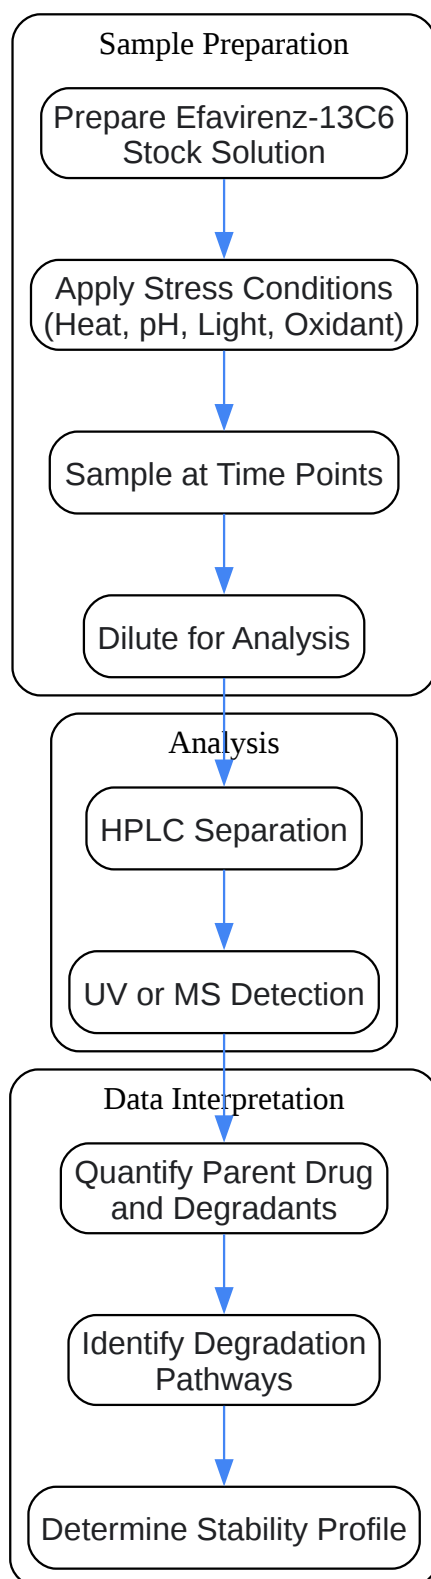 Sample Preparation
Prepare Efavirenz-13C6
Stock Solution
Apply Stress Conditions
(Heat, pH, Light, Oxidant)
Sample at Time Points
Dilute for Analysis
Analysis
HPLC Separation
UV or MS Detection
Data Interpretation
Quantify Parent Drug
and Degradants
Identify Degradation
Pathways
Determine Stability Profile